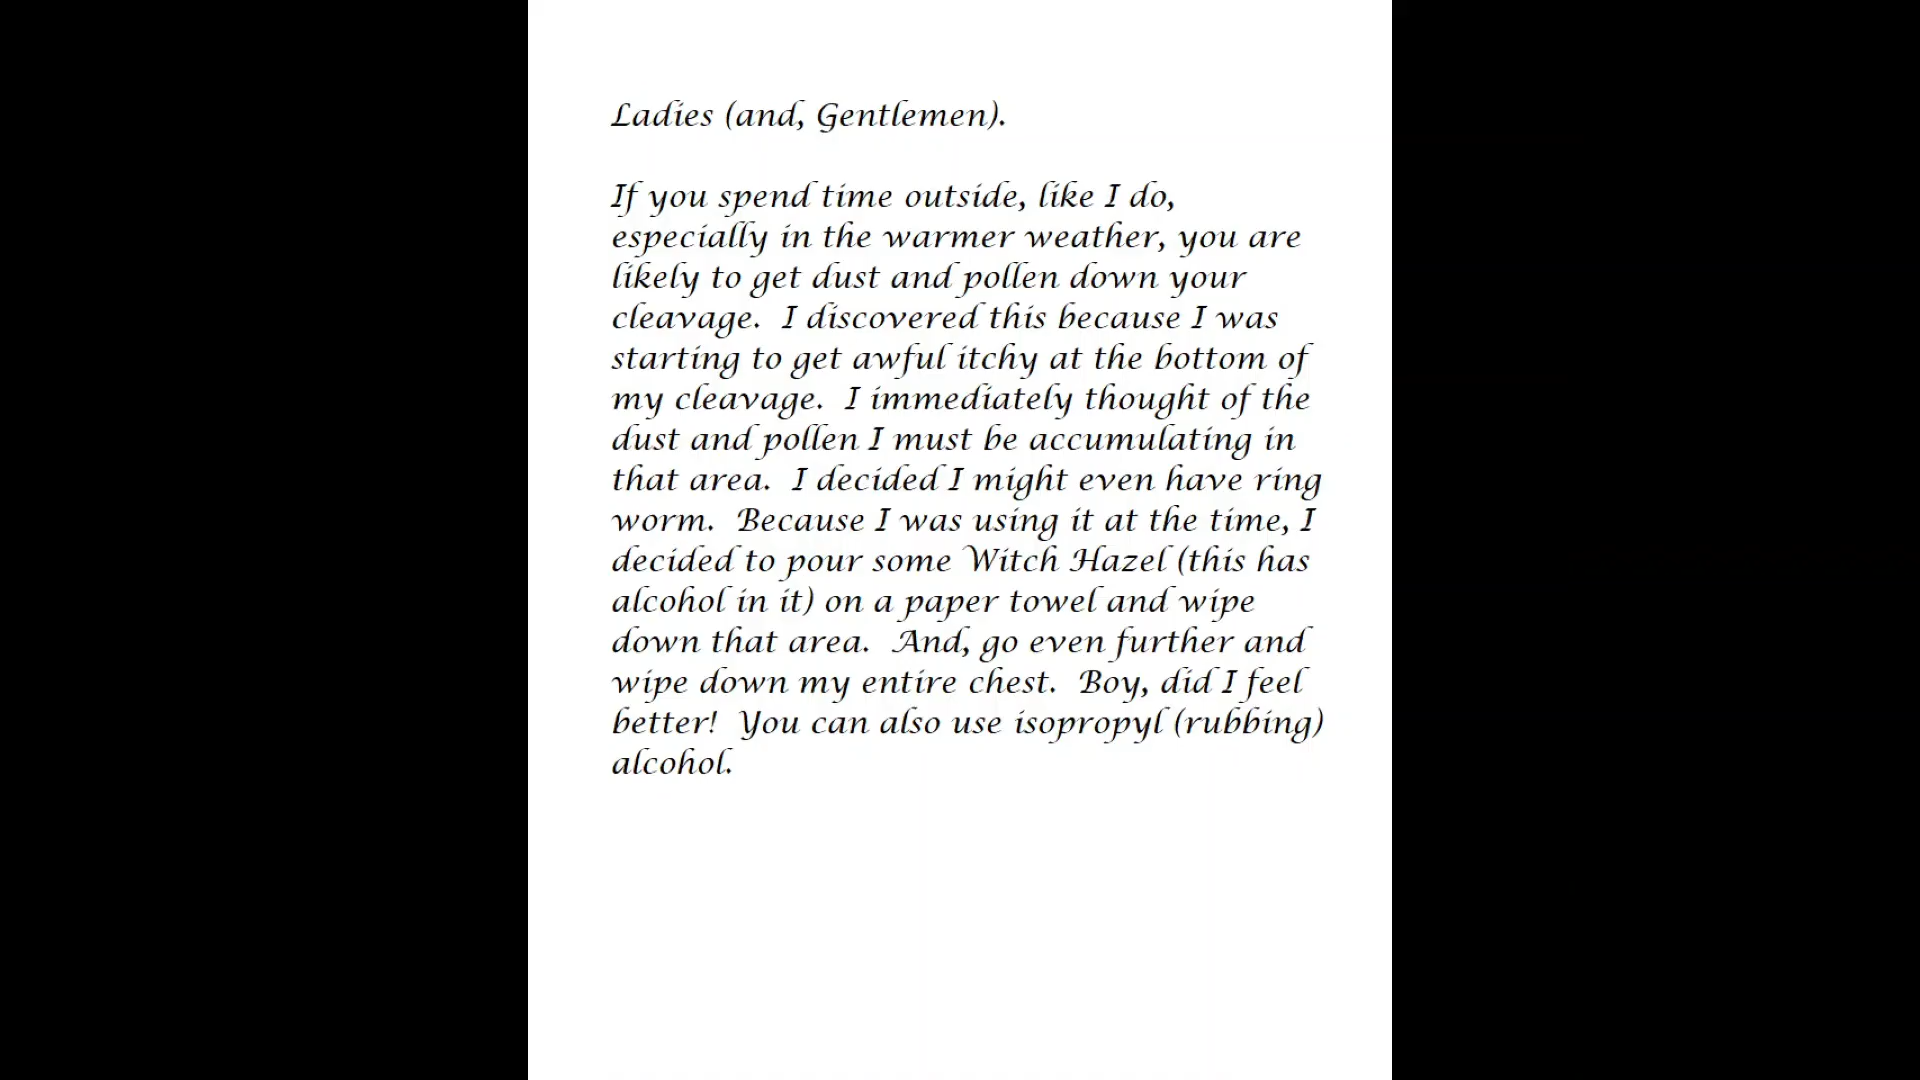 Ladies (and, Gentlemen).
If you spend time outside, like I do,
especially in the warmer weather, you are
likely to get dust and pollen down your
cleavage.  I discovered this because I was
starting to get awful itchy at the bottom of
my cleavage.  I immediately thought of the
dust and pollen I must be accumulating in
that area.  I decided I might even have ring
worm.  Because I was using it at the time, I
decided to pour some Witch Hazel (this has
alcohol in it) on a paper towel and wipe
down that area.  And, go even further and
wipe down my entire chest.  Boy, did I feel
better!  You can also use isopropyl (rubbing)
alcohol.